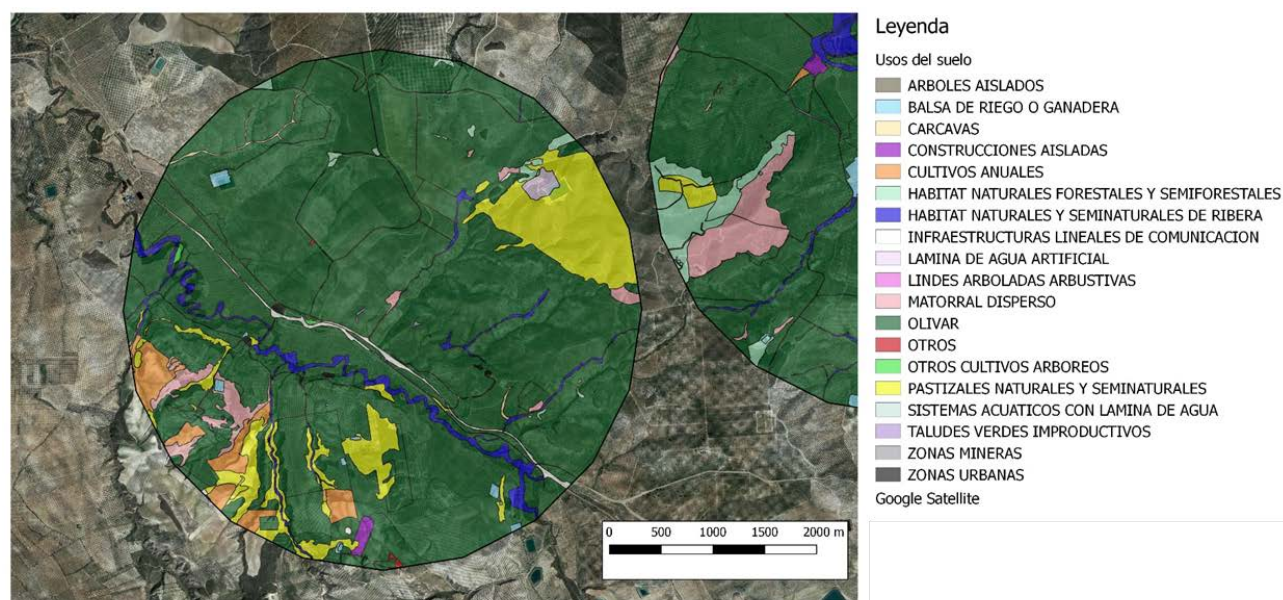 Leyenda
Usos del suelo
ARBOLES AISLADOS
BALSA DE RIEGO O GANADERA
CARCAVAS
CONSTRUCCIONES AISLADAS
CULTIVOS ANUALES
HABITAT NATURALES FORESTALES Y SEMIFORESTALES
HABITAT NATURALES Y SEMINATURALES DE RIBERA
INFRAESTRUCTURAS LINEALES DE COMUNICACION
LAMINA DE AGUA ARTIFICIAL
LINDES ARBOLADAS ARBUSTIVAS
MATORRAL DISPERSO
OLIVAR
OTROS
OTROS CULTIVOS ARBOREOS
PASTIZALES NATURALES Y SEMINATURALES
SISTEMAS ACUATICOS CON LAMINA DE AGUA
TALUDES VERDES IMPRODUCTIVOS
ZONAS MINERAS
ZONAS URBANAS
Google Satellite
0 500 1000 1500 2000 m